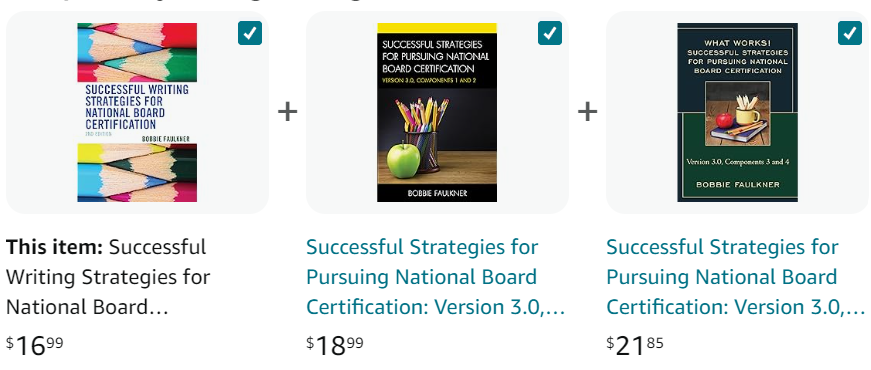 SUCCESSFUL WRITING
STRATEGIES FOR
NATIONAL BOARD
CERTIFICATION
2ND EDITION
BOBBIE FAULKNER
+
SUCCESSFUL STRATEGIES
FOR PURSUING NATIONAL
BOARD CERTIFICATION
VERSION 3.0, COMPONENTS 1 AND 2
BOBBIE FAULKNER
+
WHAT WORKS!
SUCCESSFUL STRATEGIES
FOR PURSUING NATIONAL
BOARD CERTIFICATION
Version 3.0, Components 3 and 4
BOBBIE FAULKNER
This item: Successful
Writing Strategies for
National Board...
$1699
Successful Strategies for
Pursuing National Board
Certification: Version 3.0,...
$1899
Successful Strategies for
Pursuing National Board
Certification: Version 3.0,...
$2185